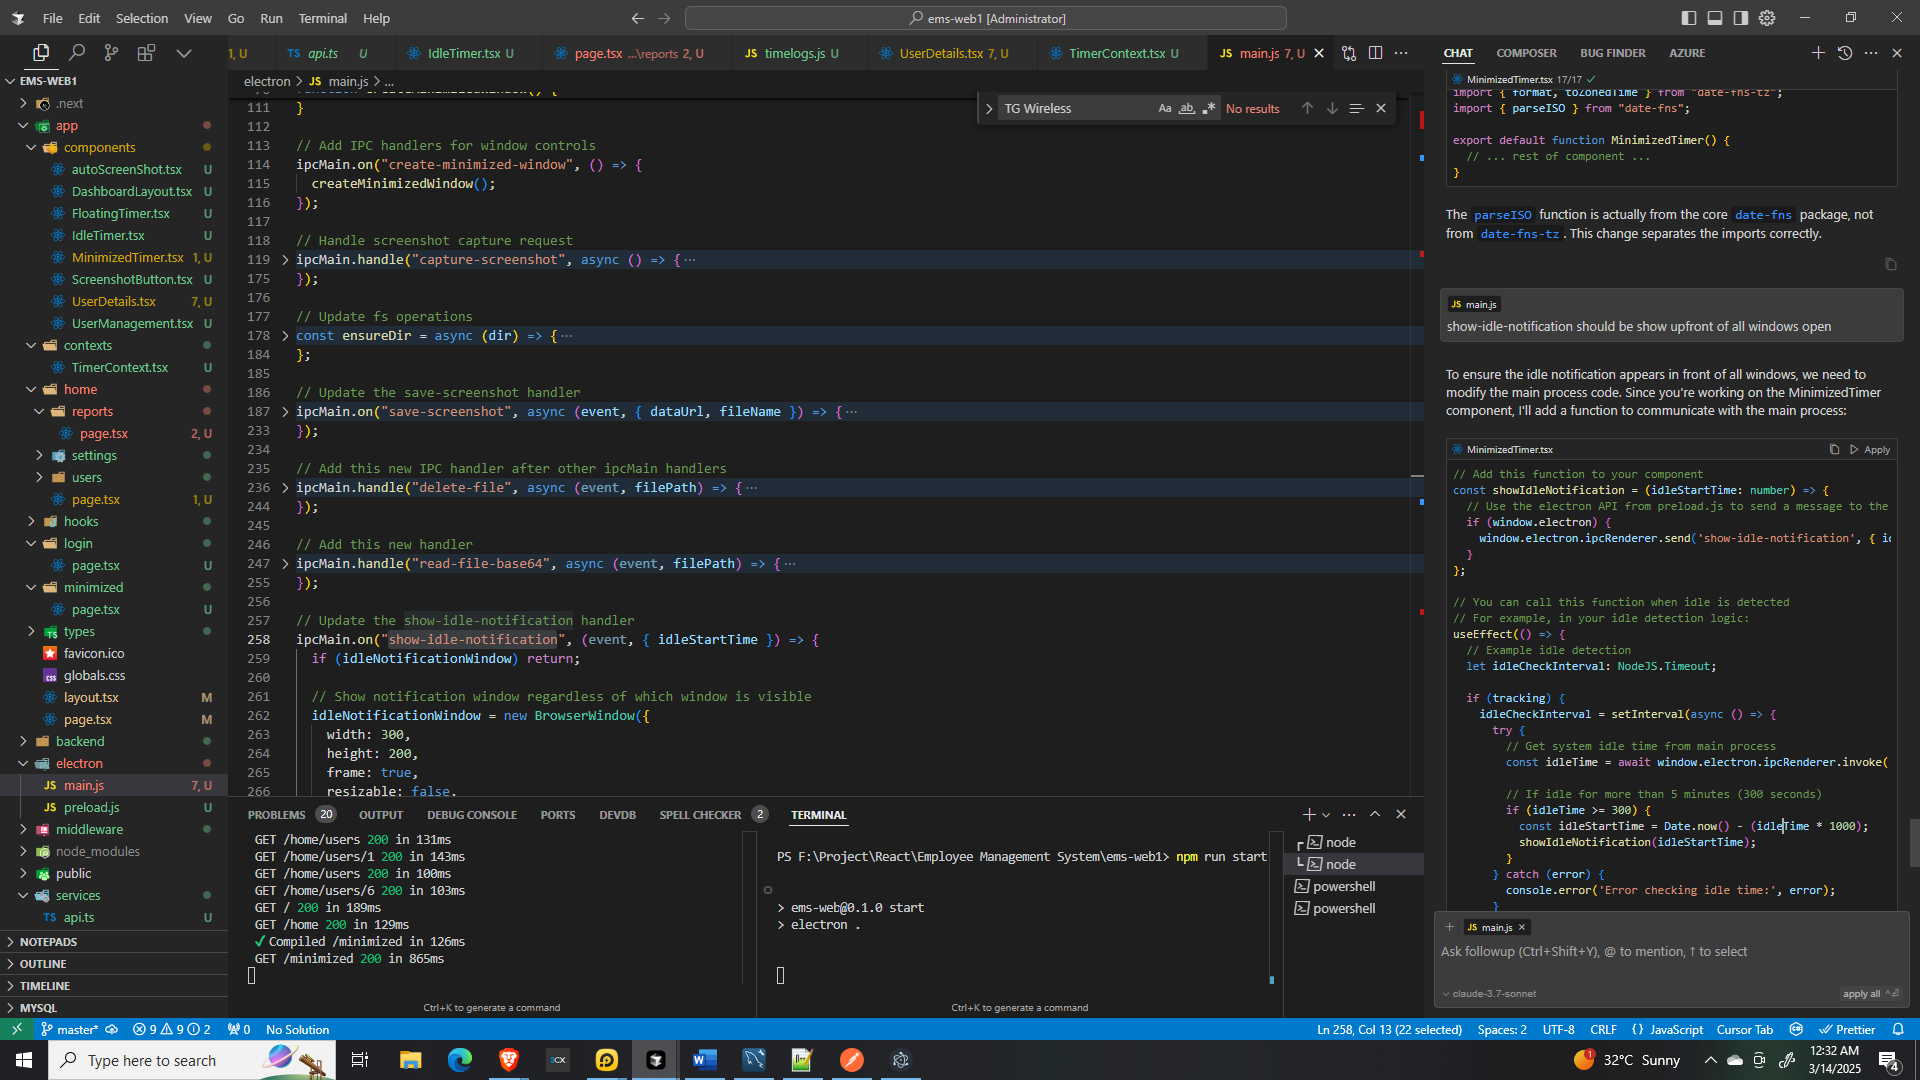 File Edit Selection View Go Run Terminal Help
ems-web1 [Administrator]
1, U
TS api.ts U
IdleTimer.tsx U
page.tsx ...\reports 2, U
JS timelogs.js U
UserDetails.tsx 7, U
TimerContext.tsx U
JS main.js 7, U
CHAT COMPOSER BUG FINDER AZURE
EMS-WEB1
.next
app
components
autoScreenShot.tsx U
DashboardLayout.tsx U
FloatingTimer.tsx U
IdleTimer.tsx U
MinimizedTimer.tsx 1, U
ScreenshotButton.tsx U
UserDetails.tsx 7, U
UserManagement.tsx U
contexts
TimerContext.tsx U
home
reports
page.tsx 2, U
settings
users
page.tsx 1, U
hooks
login
page.tsx U
minimized
page.tsx U
types
favicon.ico
globals.css
layout.tsx M
page.tsx M
backend
electron
JS main.js 7, U
JS preload.js U
middleware
node_modules
public
services
TS api.ts U
NOTEPADS
OUTLINE
TIMELINE
MYSQL
electron > JS main.js > ...
TG Wireless Aa ab No results
111 }
112
113 // Add IPC handlers for window controls
114 ipcMain.on("create-minimized-window", () => {
115 createMinimizedWindow();
116 });
117
118 // Handle screenshot capture request
119 ipcMain.handle("capture-screenshot", async () => { ...
175 });
176
177 // Update fs operations
178 const ensureDir = async (dir) => { ...
184 };
185
186 // Update the save-screenshot handler
187 ipcMain.on("save-screenshot", async (event, { dataUrl, fileName }) => { ...
233 });
234
235 // Add this new IPC handler after other ipcMain handlers
236 ipcMain.handle("delete-file", async (event, filePath) => { ...
244 });
245
246 // Add this new handler
247 ipcMain.handle("read-file-base64", async (event, filePath) => { ...
255 });
256
257 // Update the show-idle-notification handler
258 ipcMain.on("show-idle-notification", (event, { idleStartTime }) => {
259 if (idleNotificationWindow) return;
260
261 // Show notification window regardless of which window is visible
262 idleNotificationWindow = new BrowserWindow({
263 width: 300,
264 height: 200,
265 frame: true,
266 resizable: false,
PROBLEMS 20 OUTPUT DEBUG CONSOLE PORTS DEVDB SPELL CHECKER 2 TERMINAL
GET /home/users 200 in 131ms
GET /home/users/1 200 in 143ms
GET /home/users 200 in 100ms
GET /home/users/6 200 in 103ms
GET / 200 in 189ms
GET /home 200 in 129ms
✓ Compiled /minimized in 126ms
GET /minimized 200 in 865ms
Ctrl+K to generate a command
PS F:\Project\React\Employee Management System\ems-web1> npm run start
> ems-web@0.1.0 start
> electron .
Ctrl+K to generate a command
node
node
powershell
powershell
MinimizedTimer.tsx 17/17 ✓
import { format, toZonedTime } from "date-fns-tz";
import { parseISO } from "date-fns";
export default function MinimizedTimer() {
// ... rest of component ...
}
The parseISO function is actually from the core date-fns package, not
from date-fns-tz. This change separates the imports correctly.
JS main.js
show-idle-notification should be show upfront of all windows open
To ensure the idle notification appears in front of all windows, we need to
modify the main process code. Since you're working on the MinimizedTimer
component, I'll add a function to communicate with the main process:
MinimizedTimer.tsx Apply
// Add this function to your component
const showIdleNotification = (idleStartTime: number) => {
// Use the electron API from preload.js to send a message to the
if (window.electron) {
window.electron.ipcRenderer.send('show-idle-notification', { id
}
};
// You can call this function when idle is detected
// For example, in your idle detection logic:
useEffect(() => {
// Example idle detection
let idleCheckInterval: NodeJS.Timeout;
if (tracking) {
idleCheckInterval = setInterval(async () => {
try {
// Get system idle time from main process
const idleTime = await window.electron.ipcRenderer.invoke(
// If idle for more than 5 minutes (300 seconds)
if (idleTime >= 300) {
const idleStartTime = Date.now() - (idleTime * 1000);
showIdleNotification(idleStartTime);
}
} catch (error) {
console.error('Error checking idle time:', error);
}
JS main.js
Ask followup (Ctrl+Shift+Y), @ to mention, ↑ to select
claude-3.7-sonnet apply all
master* 9 9 2 0 No Solution
Ln 258, Col 13 (22 selected) Spaces: 2 UTF-8 CRLF {} JavaScript Cursor Tab Prettier
Type here to search
32°C Sunny
12:32 AM
3/14/2025
4